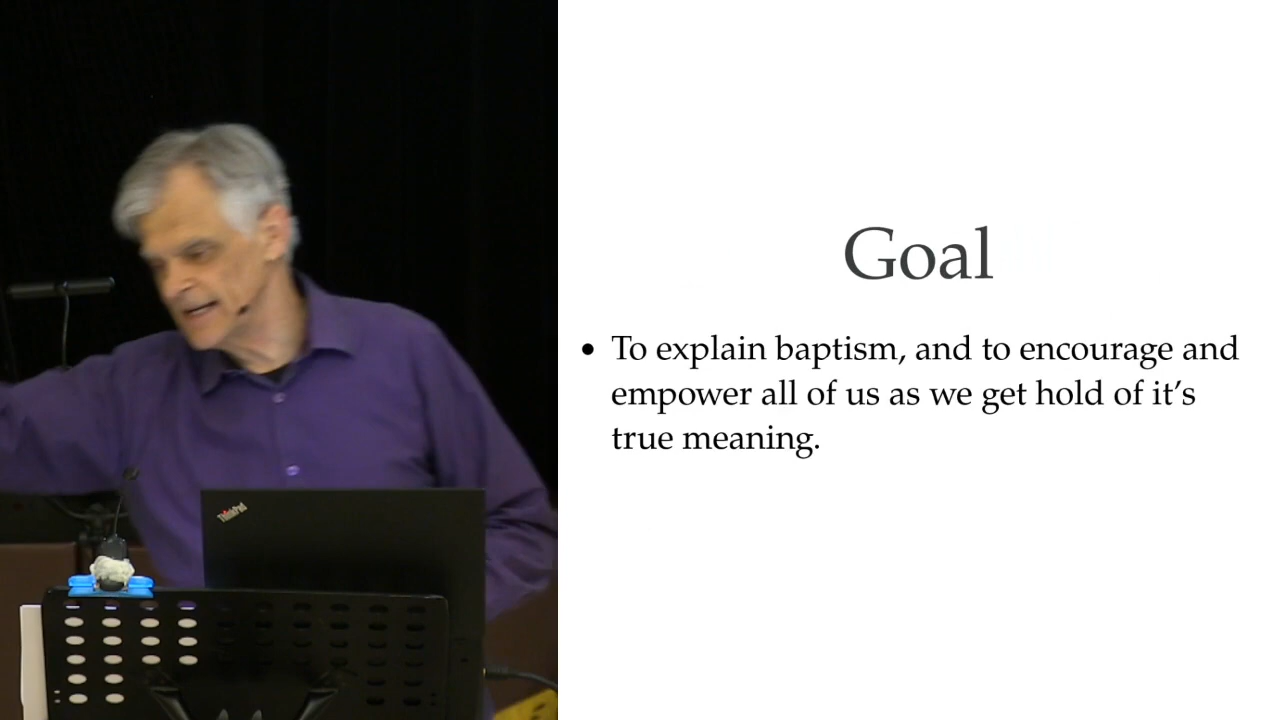 Goal
• To explain baptism, and to encourage and
empower all of us as we get hold of it’s
true meaning.
ThinkPad